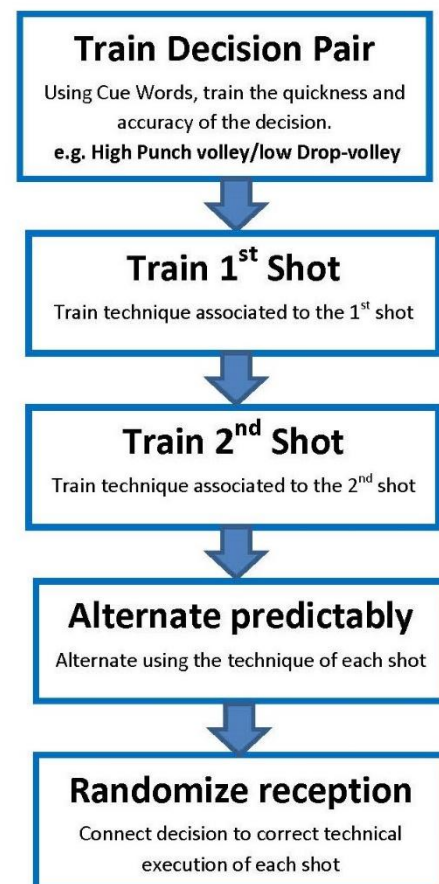 Train Decision Pair
Using Cue Words, train the quickness and
accuracy of the decision.
e.g. High Punch volley/low Drop-volley
Train 1st Shot
Train technique associated to the 1st shot
Train 2nd Shot
Train technique associated to the 2nd shot
Alternate predictably
Alternate using the technique of each shot
Randomize reception
Connect decision to correct technical
execution of each shot